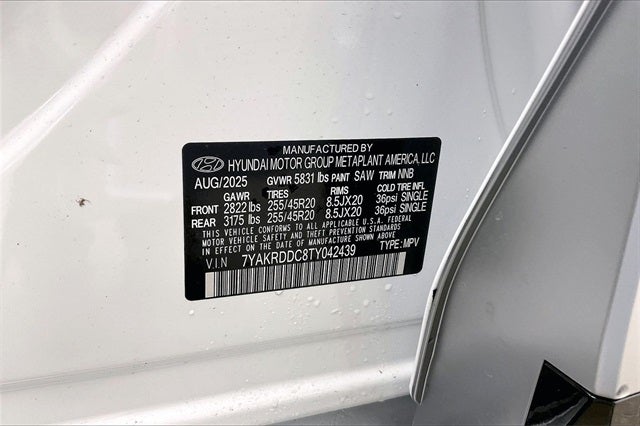 MANUFACTURED BY
HYUNDAI MOTOR GROUP METAPLANT AMERICA, LLC
AUG/2025 GVWR 5831 lbs PANT SAW TRIM NNB
GAWR TIRES RIMS COLD TIRE INFL
FRONT 2822 lbs 255/45R20 8.5JX20 36psi SINGLE
REAR 3175 lbs 255/45R20 8.5JX20 36psi SINGLE
THIS VEHICLE CONFORMS TO ALL APPLICABLE U.S.A. FEDERAL
MOTOR VEHICLE SAFETY, BUMPER, AND THEFT PREVENTION STANDARDS
IN EFFECT ON THE DATE OF MANUFACTURE SHOWN ABOVE.
V.I.N 7YAKRDDC8TY042439 TYPE: MPV